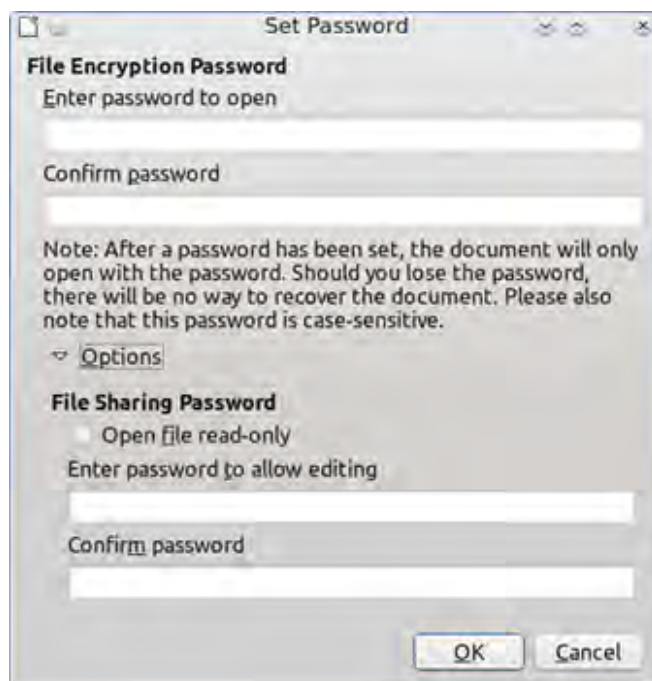 Set Password
File Encryption Password
Enter password to open
Confirm password
Note: After a password has been set, the document will only
open with the password. Should you lose the password,
there will be no way to recover the document. Please also
note that this password is case-sensitive.
Options
File Sharing Password
Open file read-only
Enter password to allow editing
Confirm password
OK Cancel